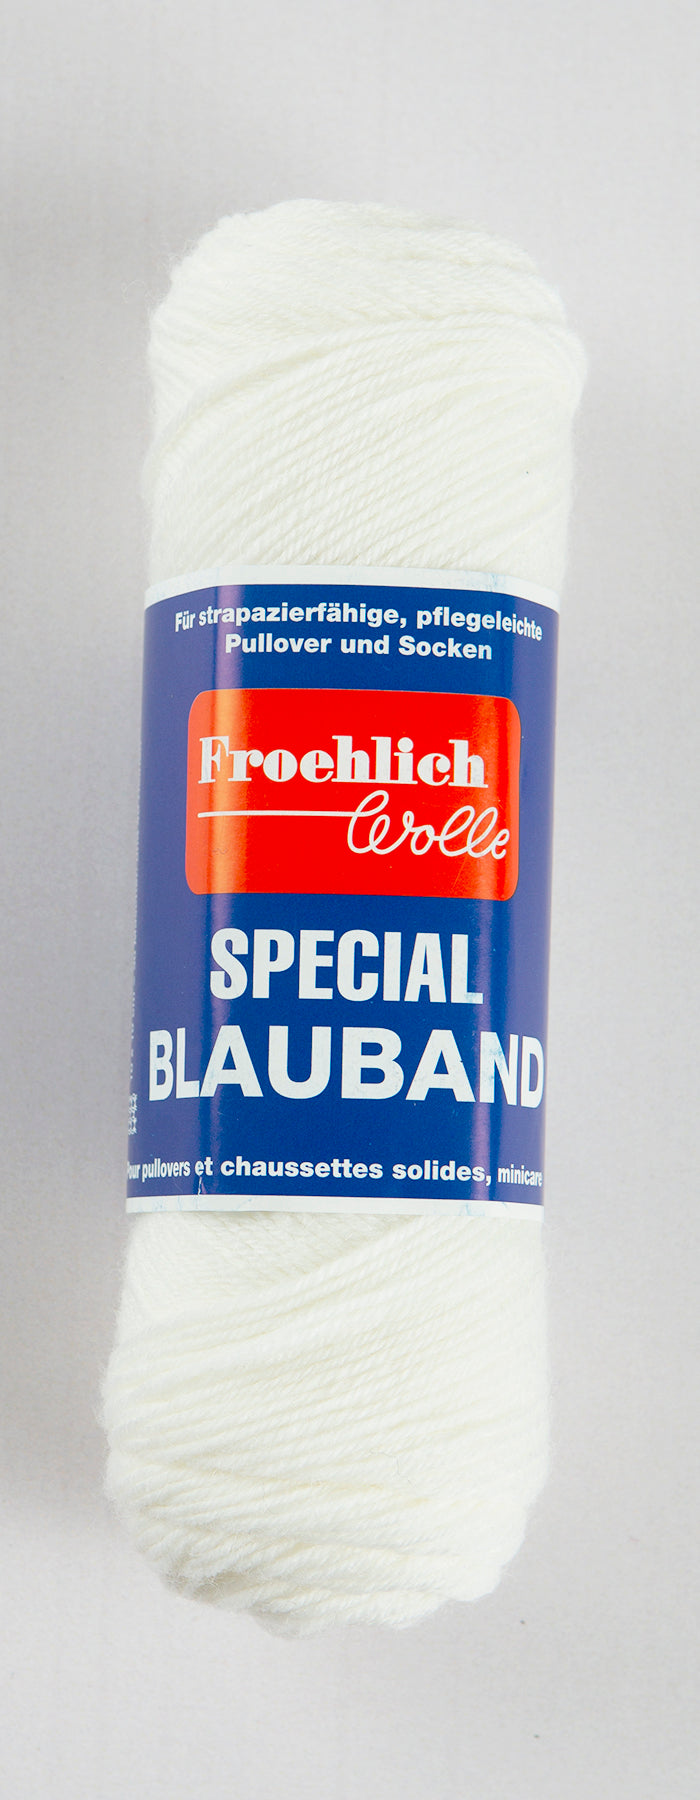 Für strapazierfähige, pflegeleichte
Pullover und Socken
Froehlich
Wolle
SPECIAL
BLAUBAND
Pour pullovers et chaussettes solides, minicare